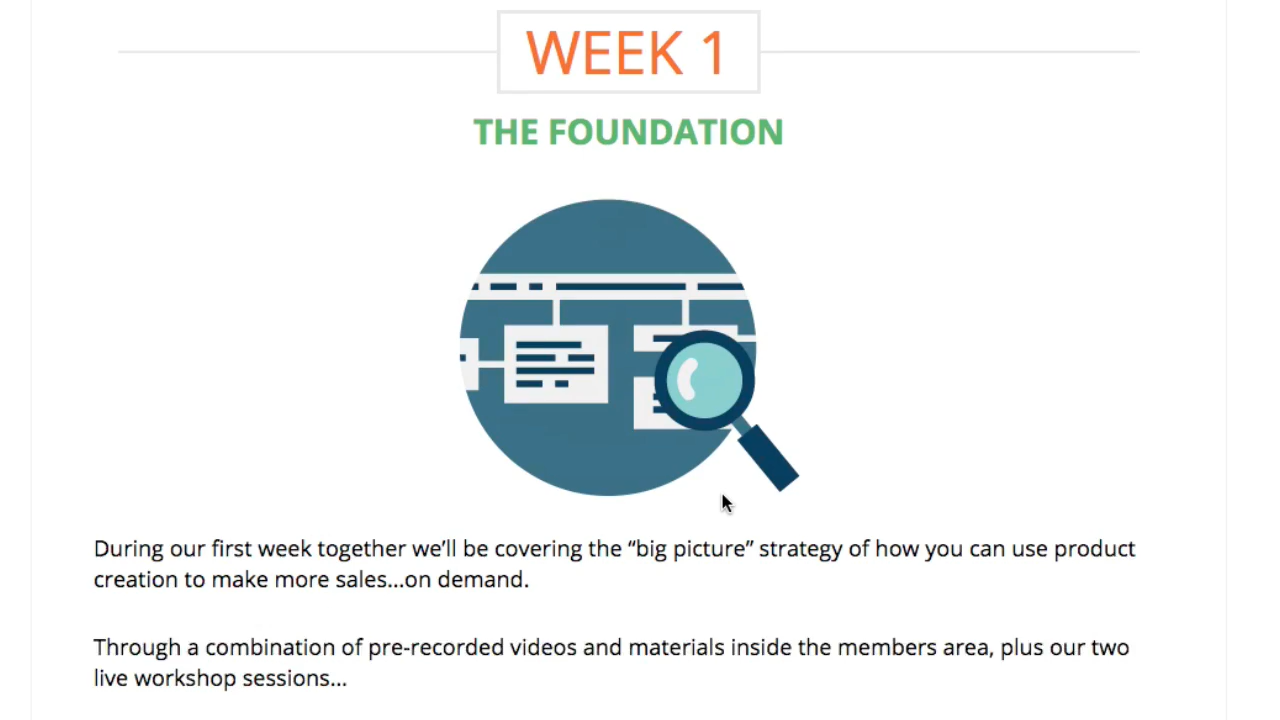 WEEK 1
THE FOUNDATION
During our first week together we’ll be covering the “big picture” strategy of how you can use product
creation to make more sales...on demand.
Through a combination of pre-recorded videos and materials inside the members area, plus our two
live workshop sessions...